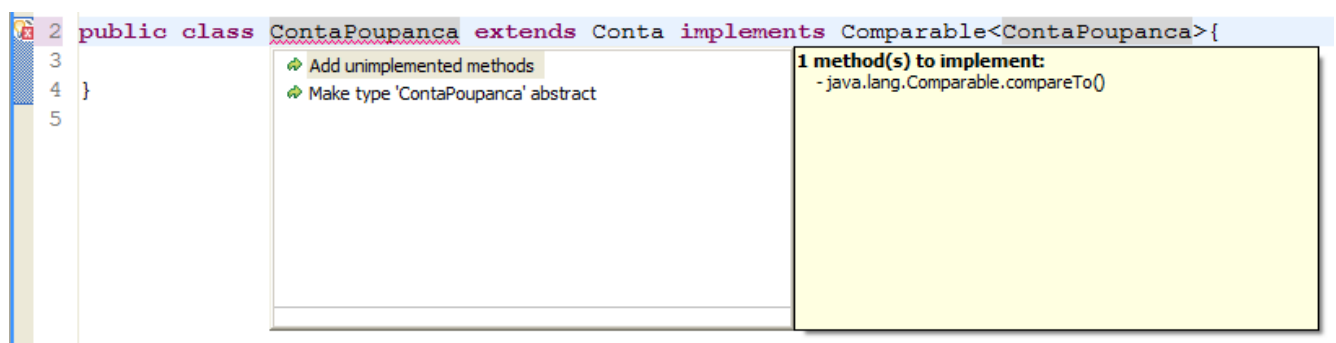 2 public class ContaPoupanca extends Conta implements Comparable<ContaPoupanca>{
3
4 }
5
Add unimplemented methods
Make type 'ContaPoupanca' abstract
1 method(s) to implement:
- java.lang.Comparable.compareTo()